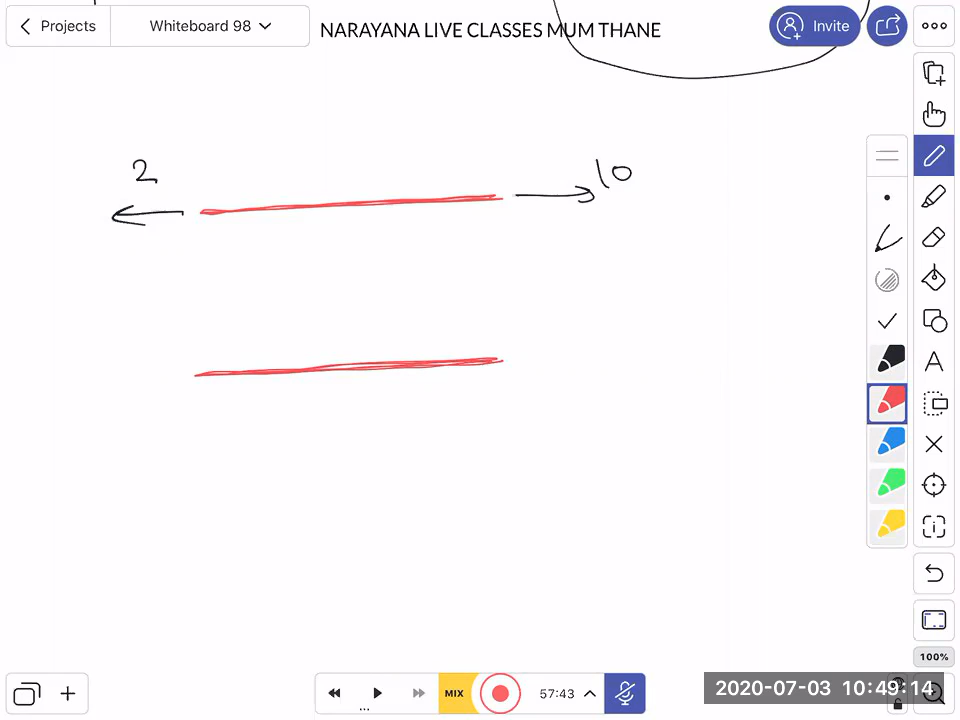 Projects
Whiteboard 98
NARAYANA LIVE CLASSES MUM THANE
Invite
2
10
A
100%
MIX
57:43
2020-07-03 10:49:14